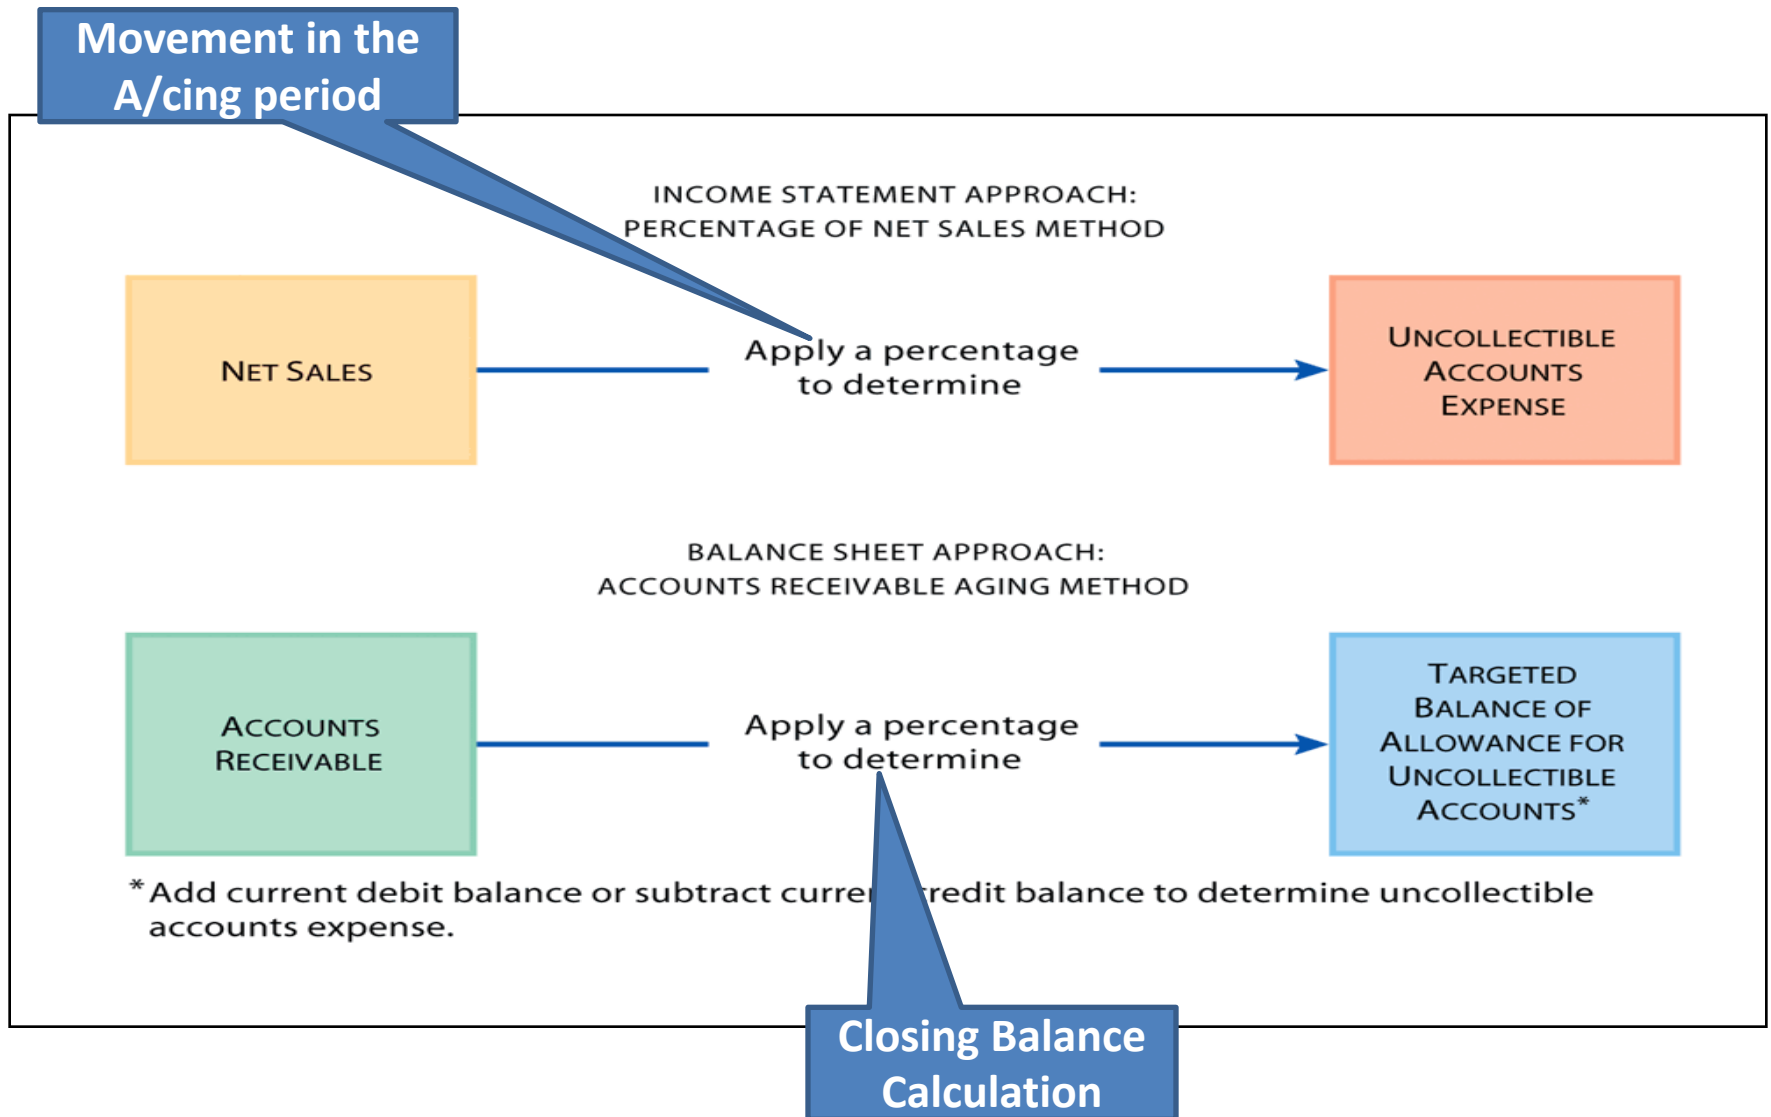 Movement in the
A/cing period
INCOME STATEMENT APPROACH:
PERCENTAGE OF NET SALES METHOD
NET SALES
Apply a percentage
to determine
UNCOLLECTIBLE
ACCOUNTS
EXPENSE
BALANCE SHEET APPROACH:
ACCOUNTS RECEIVABLE AGING METHOD
ACCOUNTS
RECEIVABLE
Apply a percentage
to determine
TARGETED
BALANCE OF
ALLOWANCE FOR
UNCOLLECTIBLE
ACCOUNTS*
*Add current debit balance or subtract current credit balance to determine uncollectible
accounts expense.
Closing Balance
Calculation